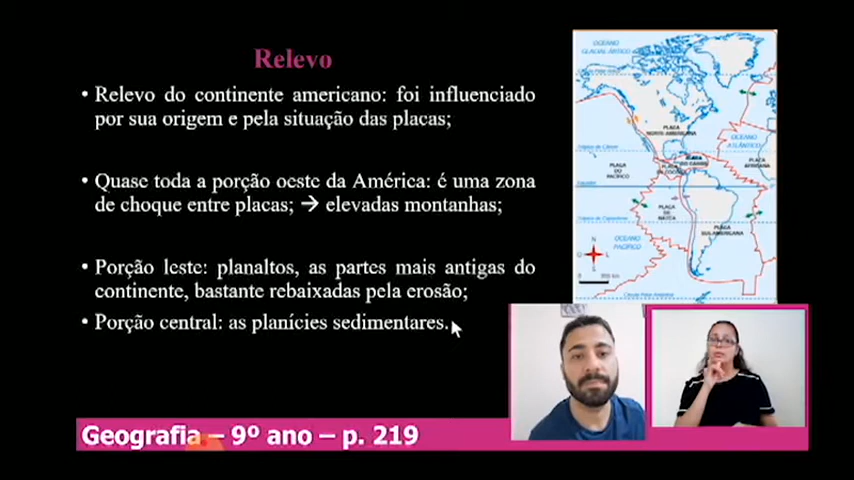 Relevo
• Relevo do continente americano: foi influenciado
por sua origem e pela situação das placas;
• Quase toda a porção oeste da América: é uma zona
de choque entre placas; → elevadas montanhas;
• Porção leste: planaltos, as partes mais antigas do
continente, bastante rebaixadas pela erosão;
• Porção central: as planícies sedimentares.
OCEANO
GLACIAL ÁRTICO
PLACA
NORTE-AMERICANA
OCEANO
ATLÂNTICO
PLACA
DO
PACÍFICO
PLACA
AFRICANA
PLACA
DE
NAZCA
PLACA
SUL-AMERICANA
OCEANO
PACÍFICO
N
L
S
Geografia – 9º ano – p. 219